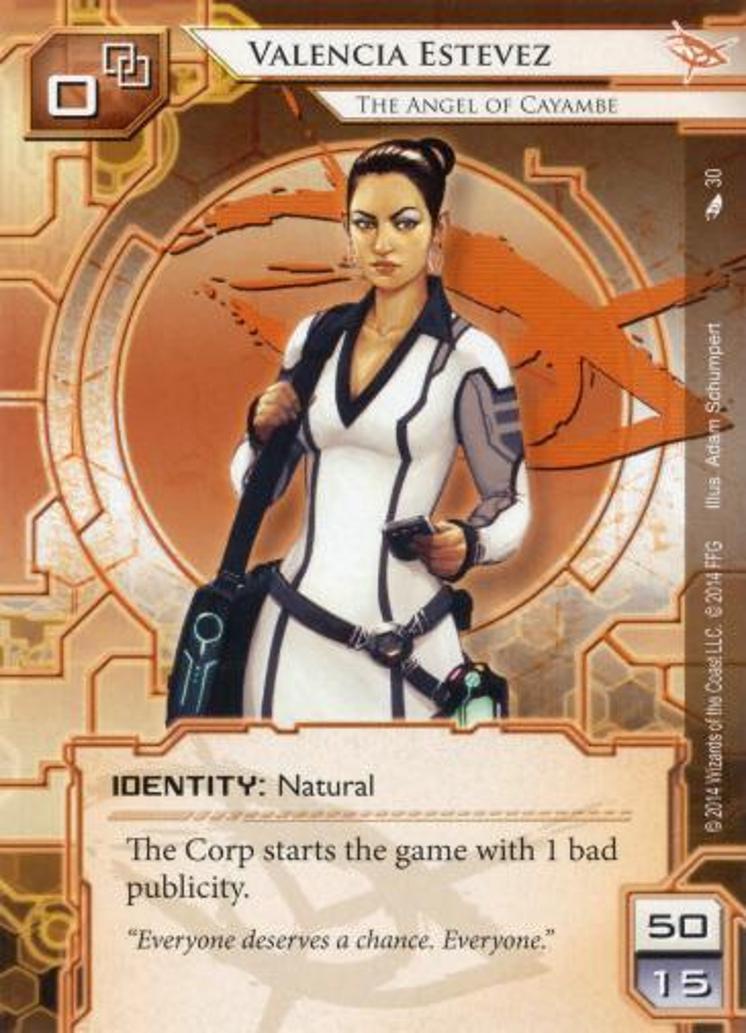 0
VALENCIA ESTEVEZ
THE ANGEL OF CAYAMBE
30
Illus Adam Schumpert
© 2014 Wizards of the Coast LLC. © 2014 FFG
IDENTITY: Natural
The Corp starts the game with 1 bad
publicity.
“Everyone deserves a chance. Everyone.”
50
15